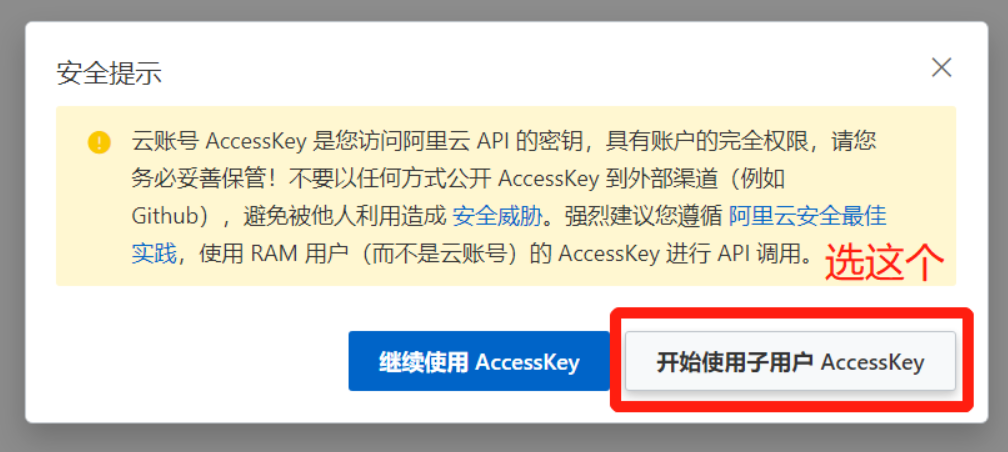 安全提示
云账号 AccessKey 是您访问阿里云 API 的密钥，具有账户的完全权限，请您
务必妥善保管！不要以任何方式公开 AccessKey 到外部渠道（例如
Github），避免被他人利用造成 安全威胁。强烈建议您遵循 阿里云安全最佳
实践，使用 RAM 用户（而不是云账号）的 AccessKey 进行 API 调用。
选这个
继续使用 AccessKey
开始使用子用户 AccessKey